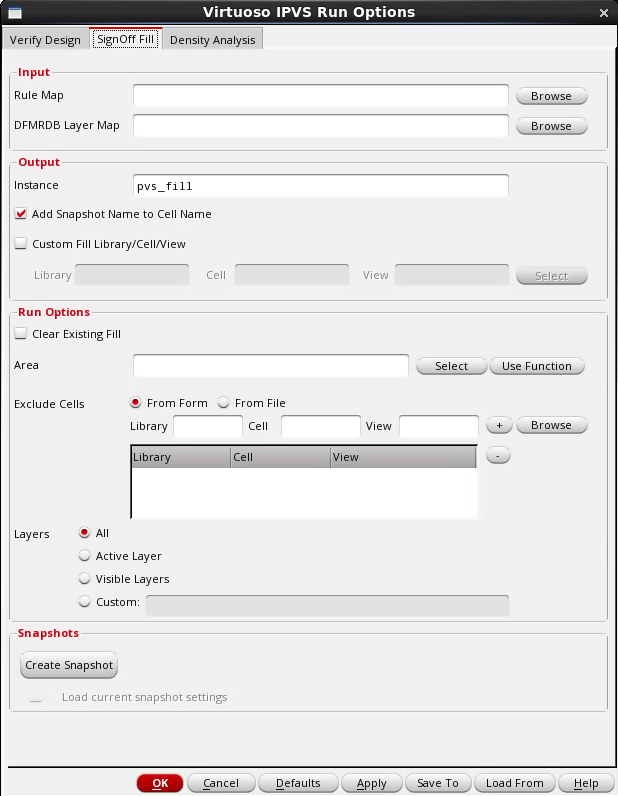 Virtuoso IPVS Run Options
Verify Design SignOff Fill Density Analysis
Input
Rule Map Browse
DFMRDB Layer Map Browse
Output
Instance pvs_fill
Add Snapshot Name to Cell Name
Custom Fill Library/Cell/View
Library Cell View Select
Run Options
Clear Existing Fill
Area Select Use Function
Exclude Cells From Form From File
Library Cell View + Browse
Library Cell View -
Layers All
Active Layer
Visible Layers
Custom:
Snapshots
Create Snapshot
Load current snapshot settings
OK Cancel Defaults Apply Save To Load From Help